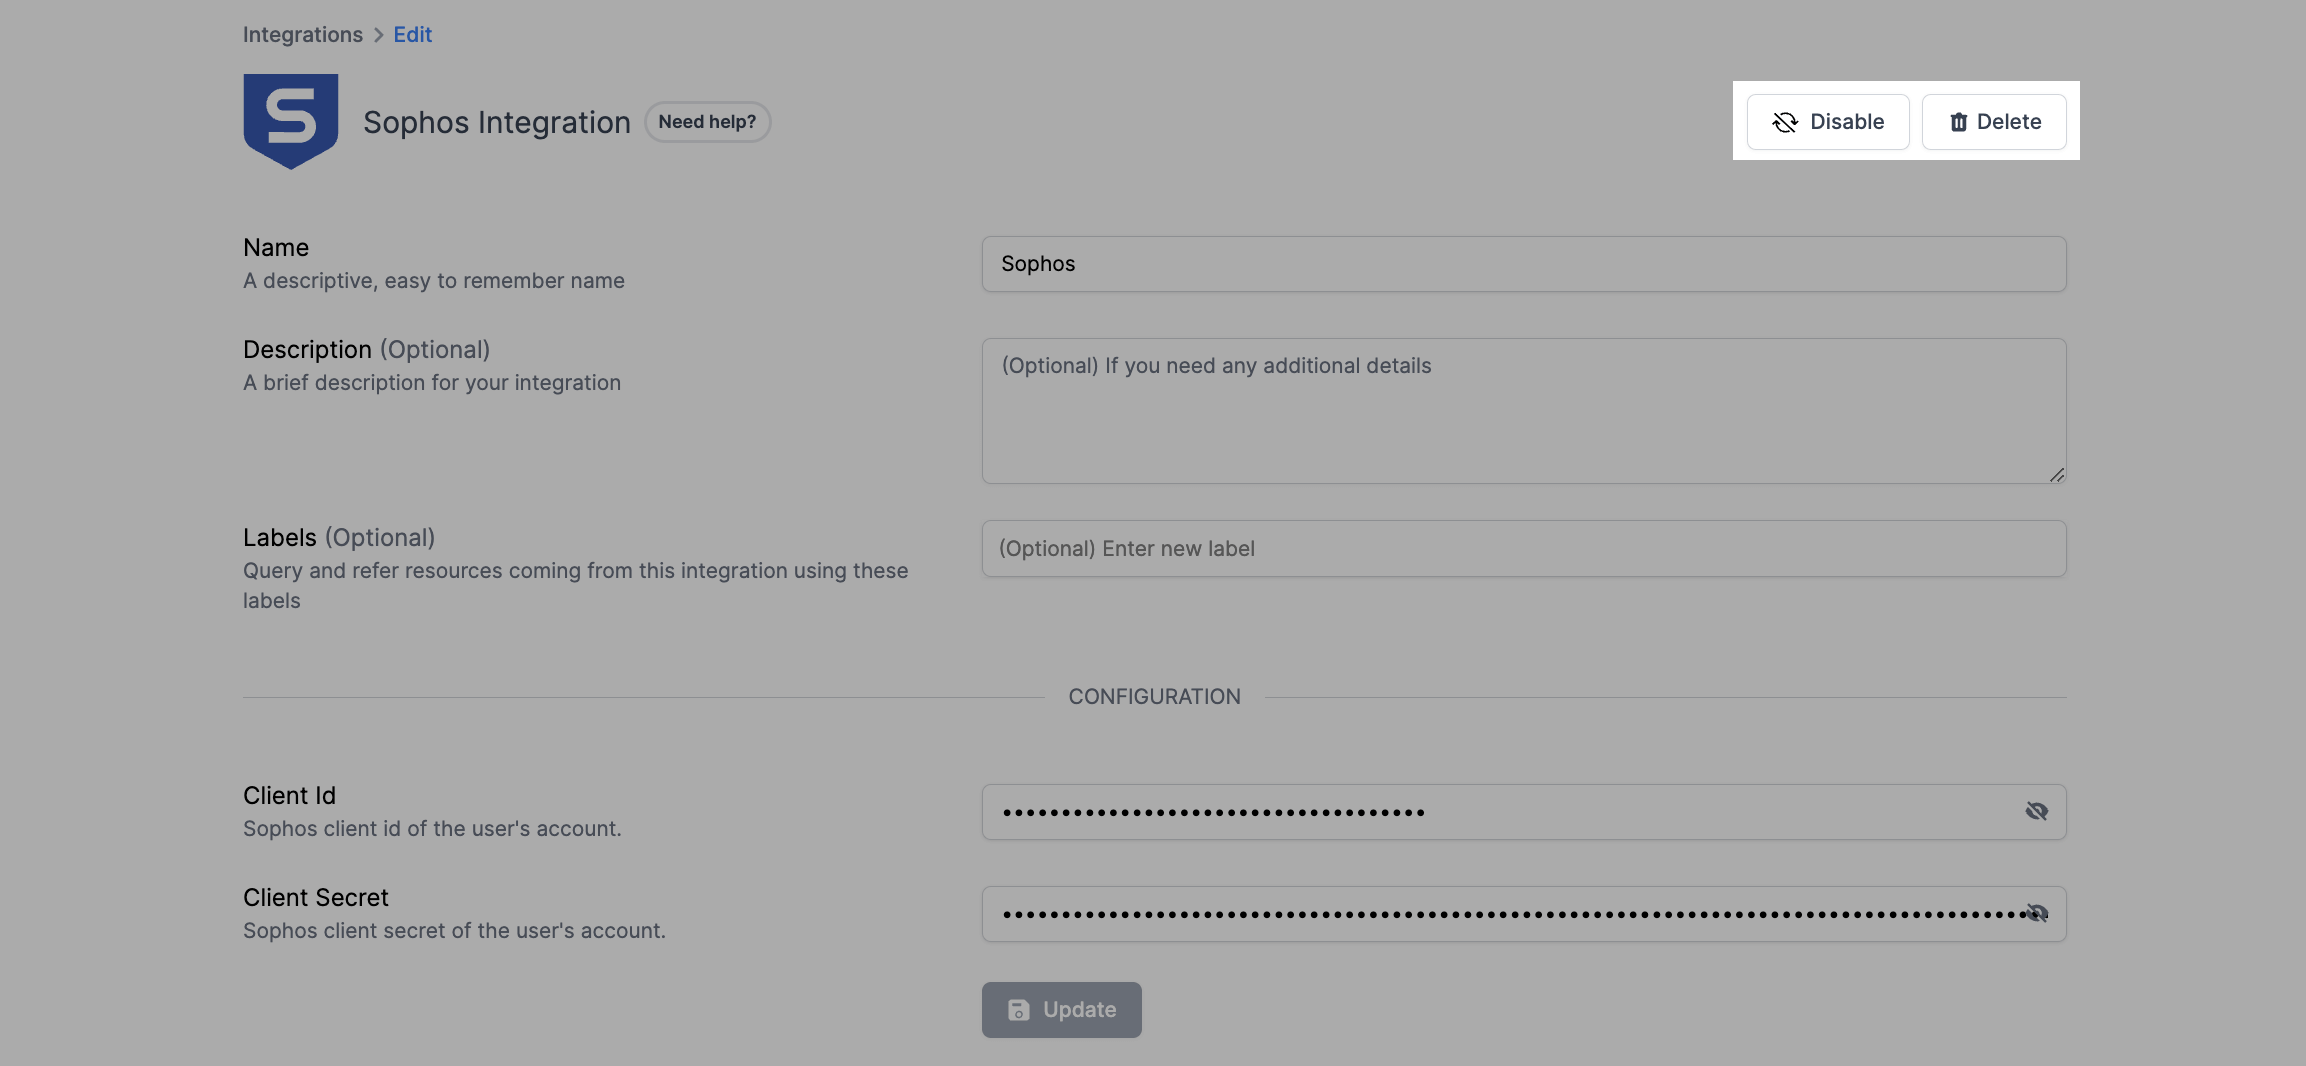 Integrations > Edit
Sophos Integration Need help?
Disable Delete
Name
A descriptive, easy to remember name
Sophos
Description (Optional)
A brief description for your integration
(Optional) If you need any additional details
Labels (Optional)
Query and refer resources coming from this integration using these
labels
(Optional) Enter new label
CONFIGURATION
Client Id
Sophos client id of the user's account.
Client Secret
Sophos client secret of the user's account.
Update